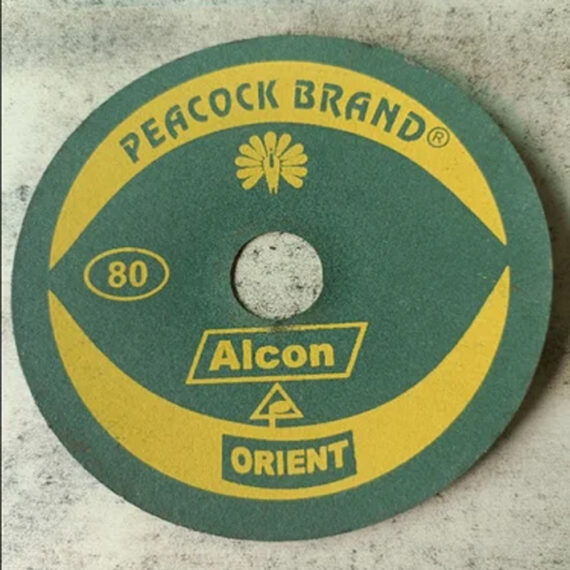 PEACOCK BRAND®
80
Alcon
ORIENT